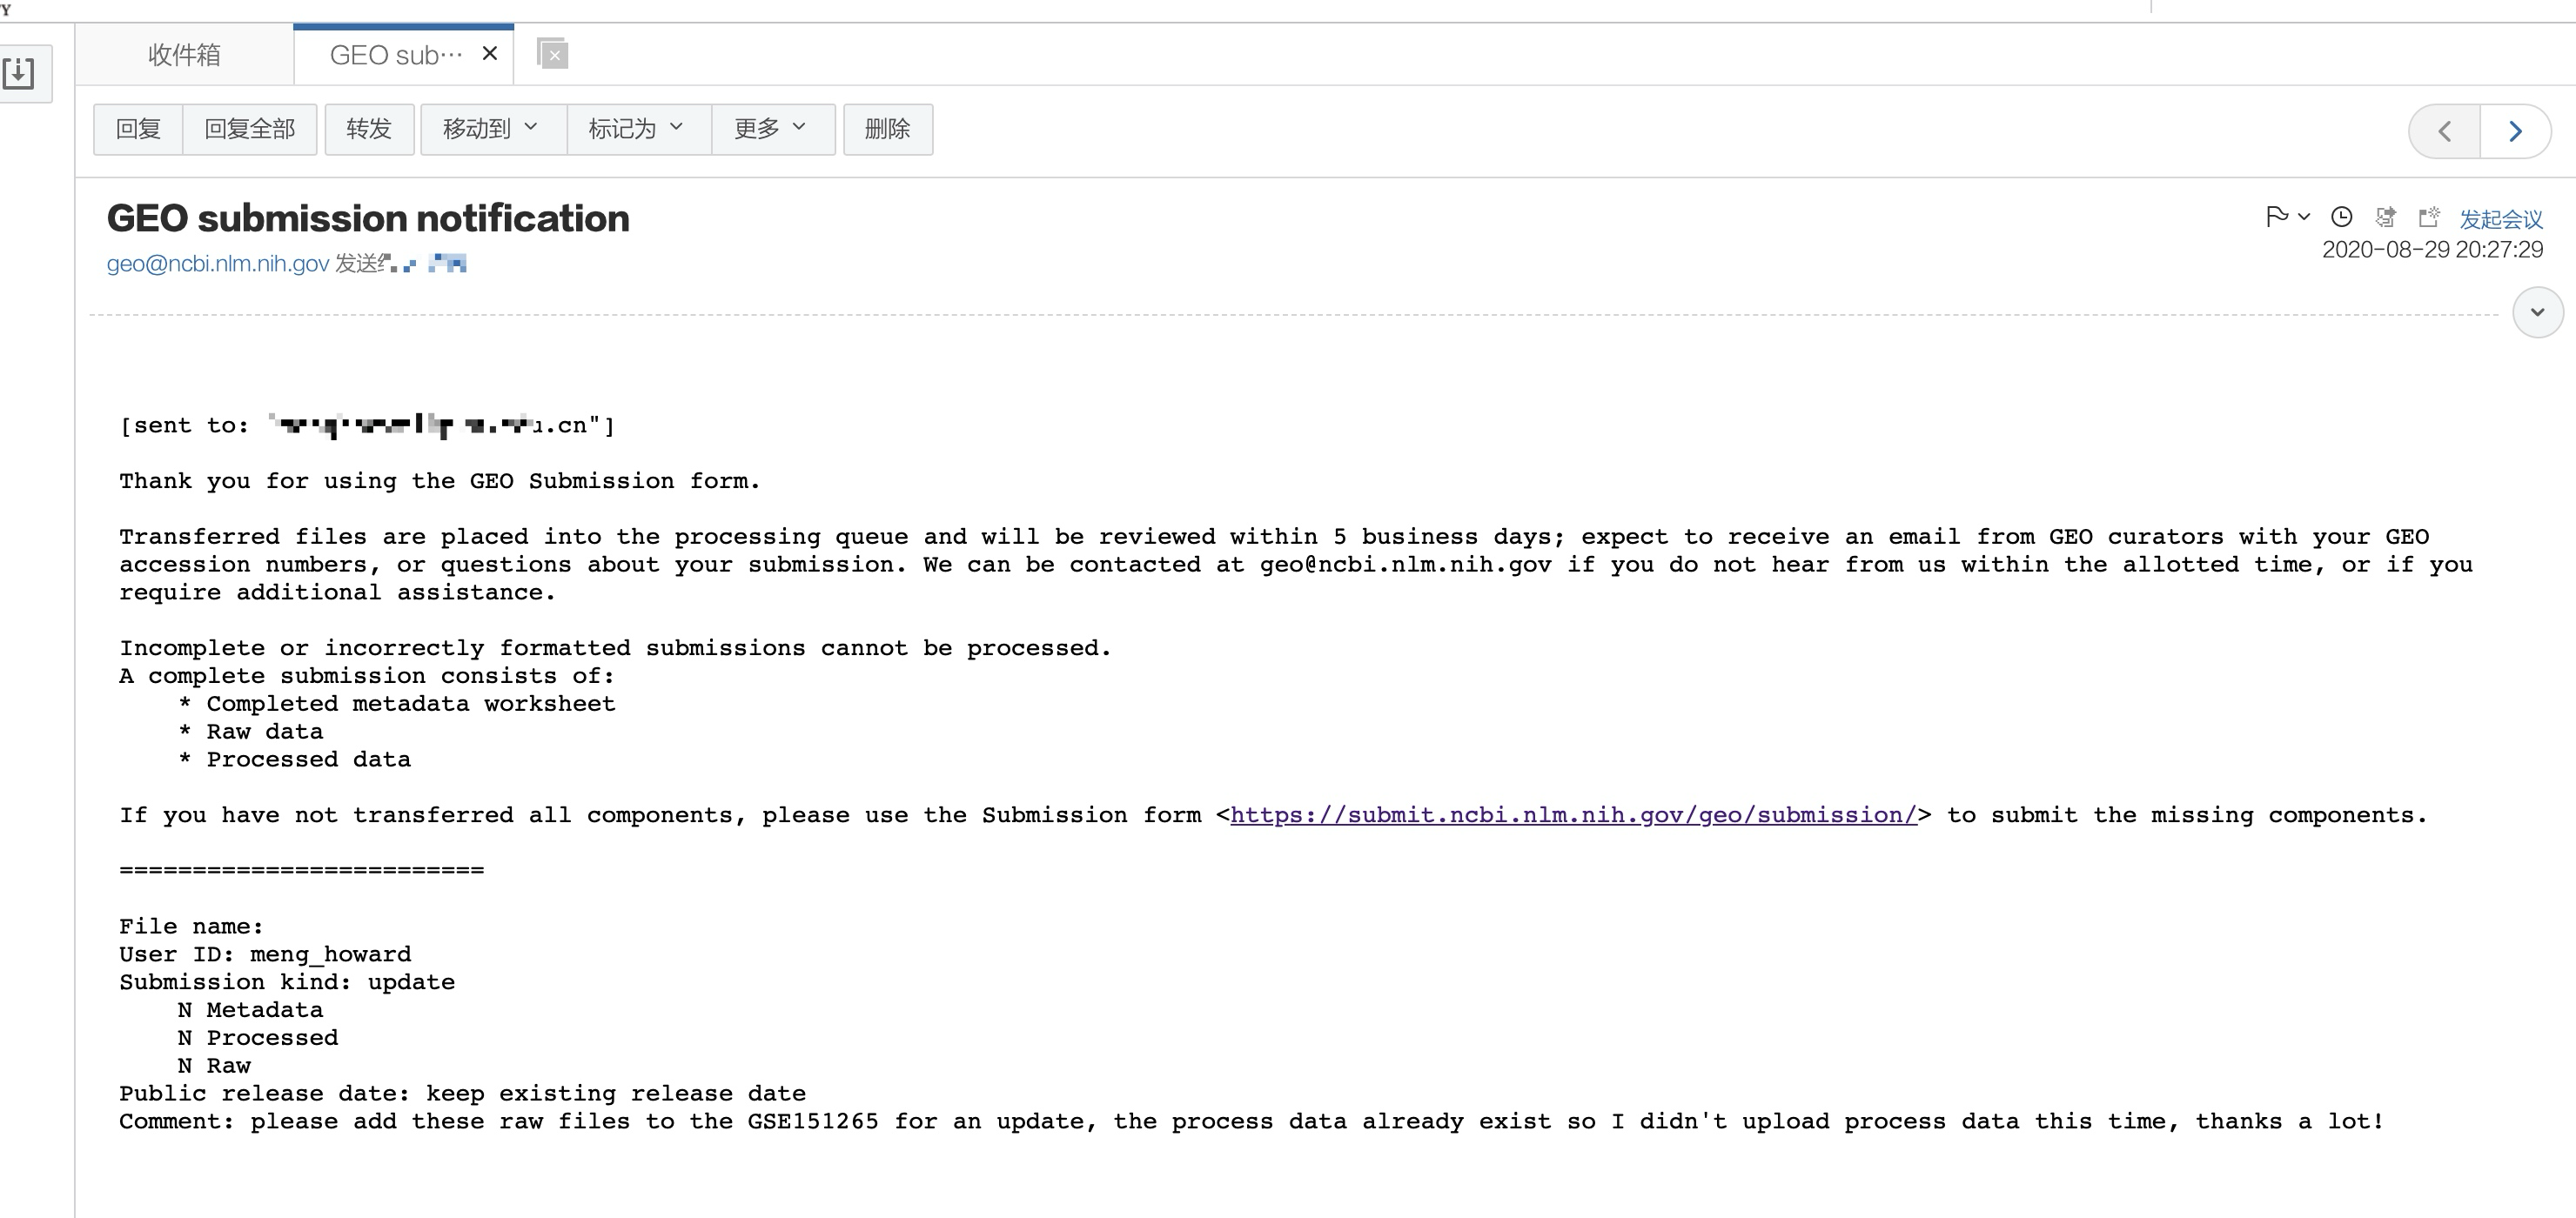 Y
收件箱
GEO sub…
回复 回复全部 转发 移动到 标记为 更多 删除
GEO submission notification
发起会议
geo@ncbi.nlm.nih.gov 发送
2020-08-29 20:27:29
[sent to: u.cn"]
Thank you for using the GEO Submission form.
Transferred files are placed into the processing queue and will be reviewed within 5 business days; expect to receive an email from GEO curators with your GEO
accession numbers, or questions about your submission. We can be contacted at geo@ncbi.nlm.nih.gov if you do not hear from us within the allotted time, or if you
require additional assistance.
Incomplete or incorrectly formatted submissions cannot be processed.
A complete submission consists of:
* Completed metadata worksheet
* Raw data
* Processed data
If you have not transferred all components, please use the Submission form <https://submit.ncbi.nlm.nih.gov/geo/submission/> to submit the missing components.
=========================
File name:
User ID: meng_howard
Submission kind: update
N Metadata
N Processed
N Raw
Public release date: keep existing release date
Comment: please add these raw files to the GSE151265 for an update, the process data already exist so I didn't upload process data this time, thanks a lot!